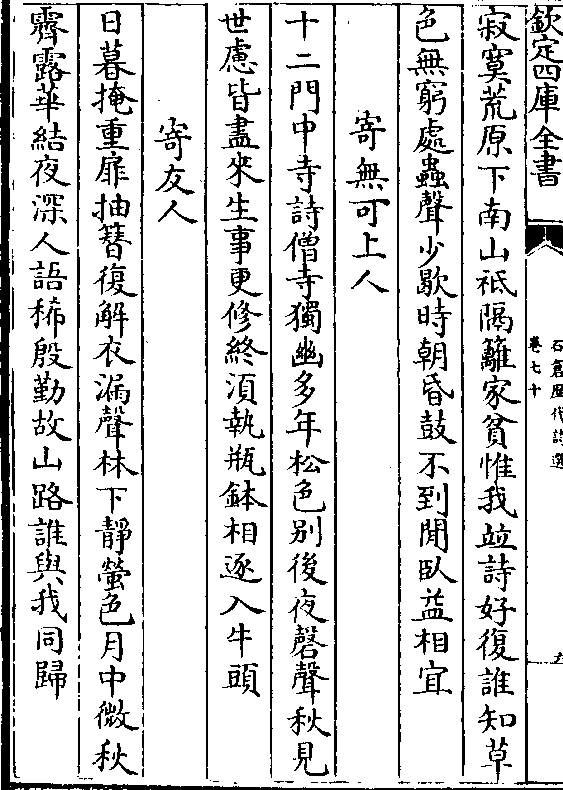 欽定四庫全書
石倉歷代詩選
卷七十
五
寂寞荒原下南山祗隔籬家貧惟我並詩好復誰知草
色無窮處蟲聲少歇時朝昏鼓不到閒臥益相宜
寄無可上人
十二門中寺詩僧寺獨幽多年松色别後夜磬聲秋見
世慮皆盡來生事更修終湏執瓶鉢相逐入牛頭
寄友人
日暮掩重扉抽簪復解衣漏聲林下靜螢色月中微秋
霽露華結夜深人語稀殷勤故山路誰與我同歸